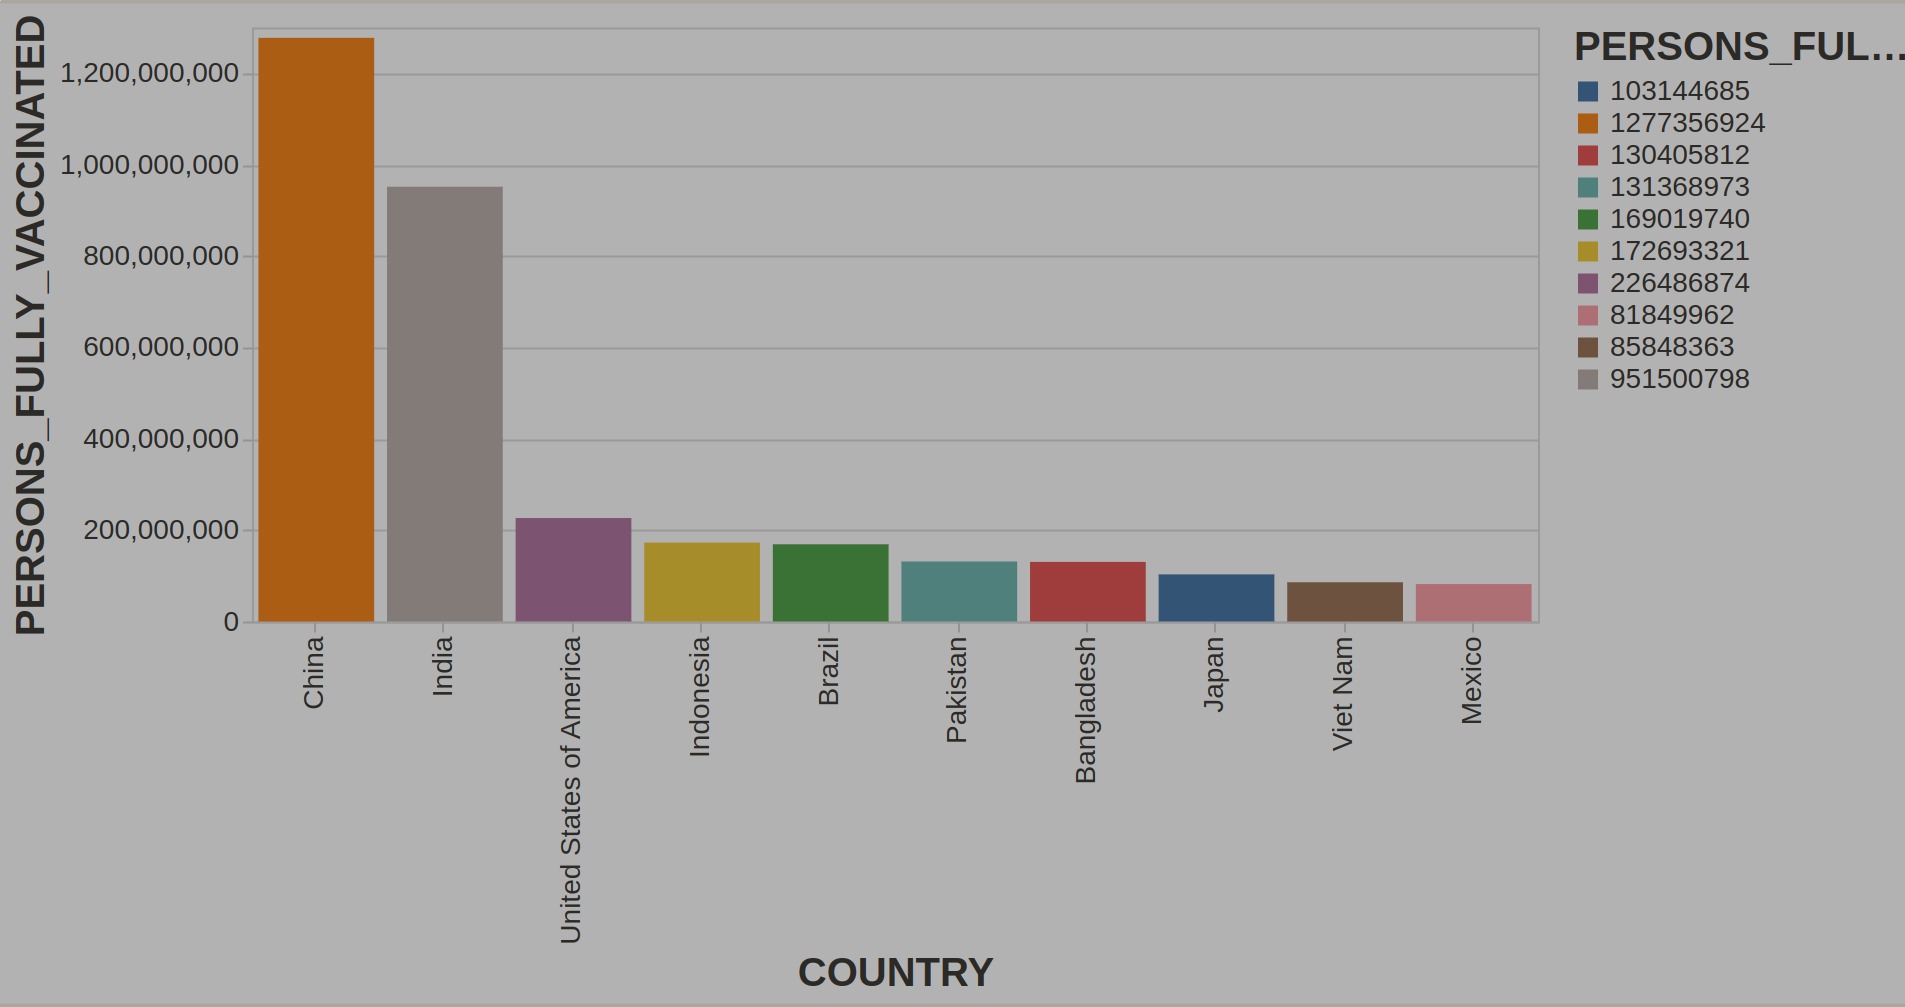 PERSONS_FULLY_VACCINATED
1,200,000,000
1,000,000,000
800,000,000
600,000,000
400,000,000
200,000,000
0
China
India
United States of America
Indonesia
Brazil
Pakistan
Bangladesh
Japan
Viet Nam
Mexico
COUNTRY
PERSONS_FUL…
103144685
1277356924
130405812
131368973
169019740
172693321
226486874
81849962
85848363
951500798